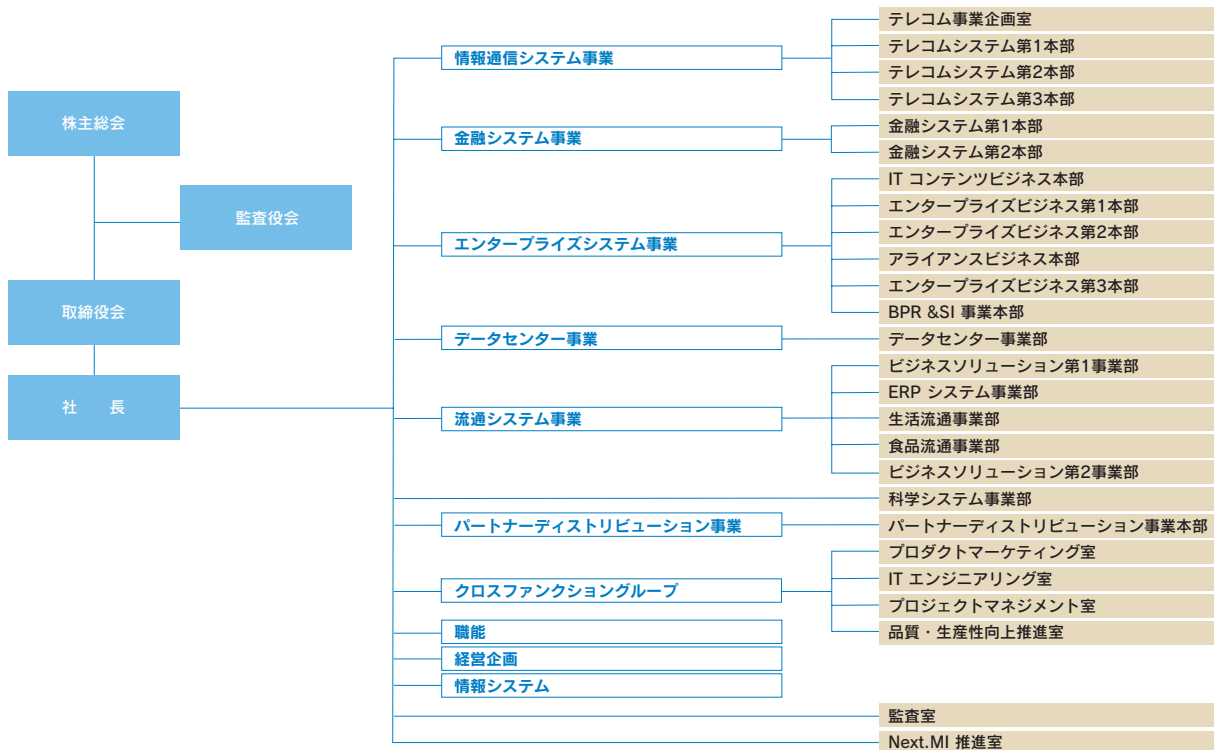 株主総会
監査役会
取締役会
社　　長
情報通信システム事業
テレコム事業企画室
テレコムシステム第1本部
テレコムシステム第2本部
テレコムシステム第3本部
金融システム事業
金融システム第1本部
金融システム第2本部
エンタープライズシステム事業
IT コンテンツビジネス本部
エンタープライズビジネス第1本部
エンタープライズビジネス第2本部
アライアンスビジネス本部
エンタープライズビジネス第3本部
BPR &SI 事業本部
データセンター事業
データセンター事業部
流通システム事業
ビジネスソリューション第1事業部
ERP システム事業部
生活流通事業部
食品流通事業部
ビジネスソリューション第2事業部
科学システム事業部
パートナーディストリビューション事業
パートナーディストリビューション事業本部
クロスファンクショングループ
プロダクトマーケティング室
IT エンジニアリング室
プロジェクトマネジメント室
品質・生産性向上推進室
職能
経営企画
情報システム
監査室
Next.MI 推進室